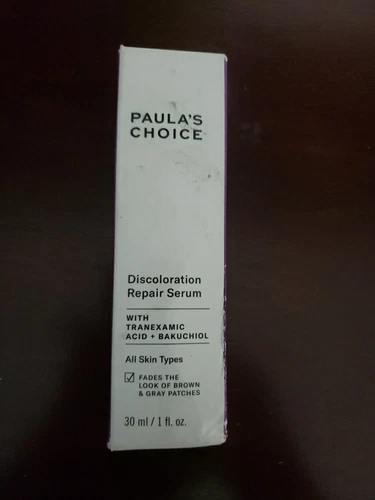 PAULA'S
CHOICE
Discoloration
Repair Serum
WITH
TRANEXAMIC
ACID + BAKUCHIOL
All Skin Types
FADES THE
LOOK OF BROWN
& GRAY PATCHES
30 ml / 1 fl. oz.